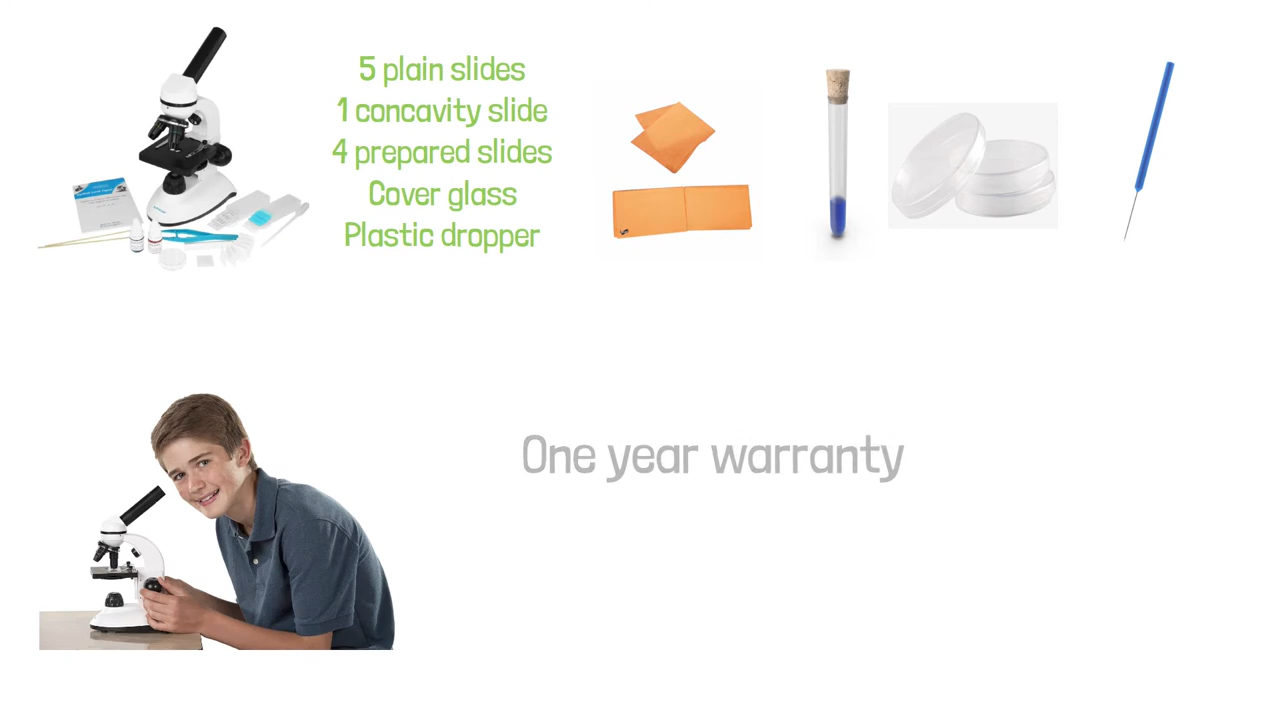 5 plain slides
1 concavity slide
4 prepared slides
Cover glass
Plastic dropper
One year warranty